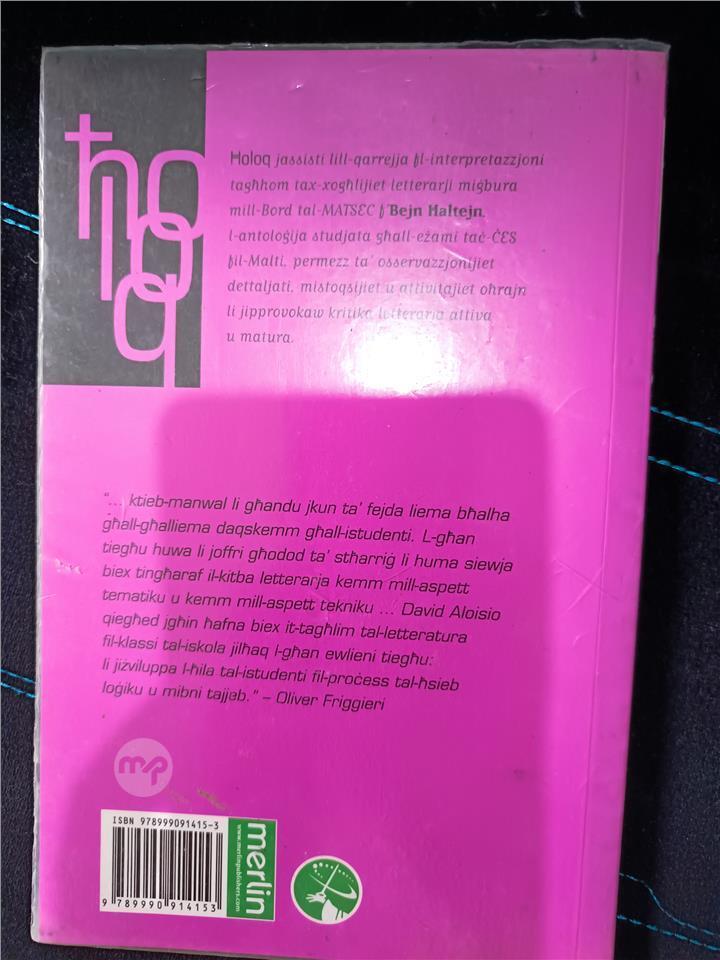 ħoloq
Ħoloq jassisti lill-qarrejja fl-interpretazzjoni
tagħhom tax-xogħlijiet letterarji miġbura
mill-Bord tal-MATSEC f'Bejn Ħaltejn,
l-antoloġija studjata għall-eżami taċ-ĊES
fil-Malti, permezz ta' osservazzjonijiet
dettaljati, mistoqsijiet u attivitajiet oħrajn
li jipprovokaw kritika letterarja attiva
u matura.
"... ktieb-manwal li għandu jkun ta' fejda liema bħalha
għall-għalliema daqskemm għall-istudenti. L-għan
tiegħu huwa li joffri għodod ta' stħarriġ li huma siewja
biex tingħaraf il-kitba letterarja kemm mill-aspett
tematiku u kemm mill-aspett tekniku ... David Aloisio
qiegħed jgħin ħafna biex it-tagħlim tal-letteratura
fil-klassi tal-iskola jilħaq l-għan ewlieni tiegħu:
li jiżviluppa l-ħila tal-istudenti fil-proċess tal-ħsieb
loġiku u mibni tajjeb." – Oliver Friggieri
mp
ISBN 978999091415-3
9 789990 914153
merlin
www.merlinpublishers.com